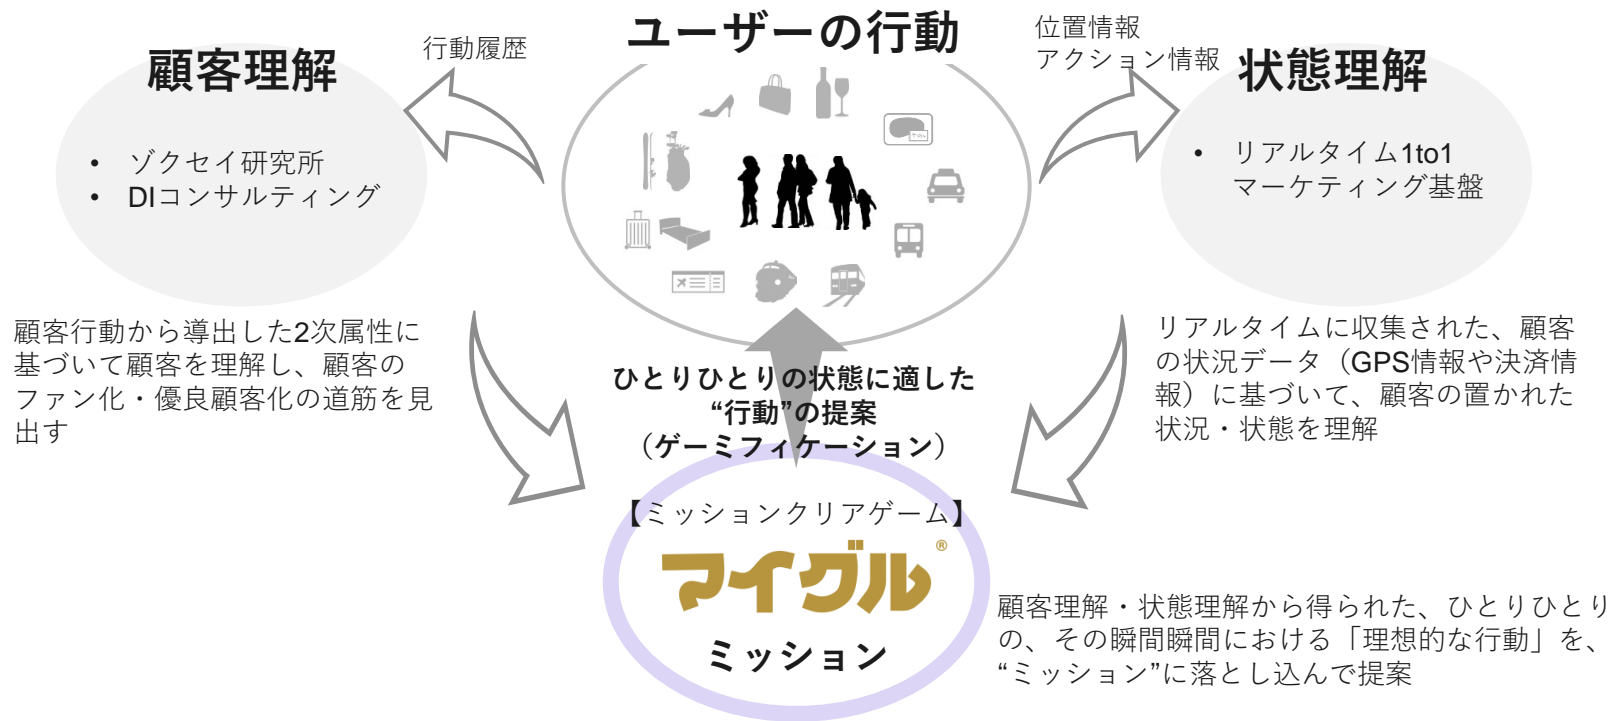 ユーザーの行動
顧客理解
行動履歴
位置情報
アクション情報
状態理解
• ゾクセイ研究所
• DIコンサルティング
• リアルタイム1to1
マーケティング基盤
顧客行動から導出した2次属性に
基づいて顧客を理解し、顧客の
ファン化・優良顧客化の道筋を見
出す
リアルタイムに収集された、顧客
の状況データ（GPS情報や決済情
報）に基づいて、顧客の置かれた
状況・状態を理解
ひとりひとりの状態に適した
“行動”の提案
（ゲーミフィケーション）
【ミッションクリアゲーム】
マイグル®
ミッション
顧客理解・状態理解から得られた、ひとりひとり
の、その瞬間瞬間における「理想的な行動」を、
“ミッション”に落とし込んで提案